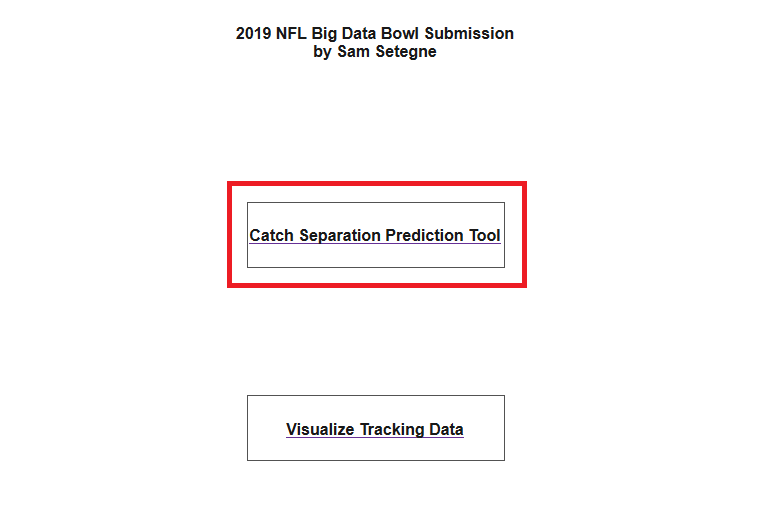 2019 NFL Big Data Bowl Submission
by Sam Setegne
Catch Separation Prediction Tool
Visualize Tracking Data